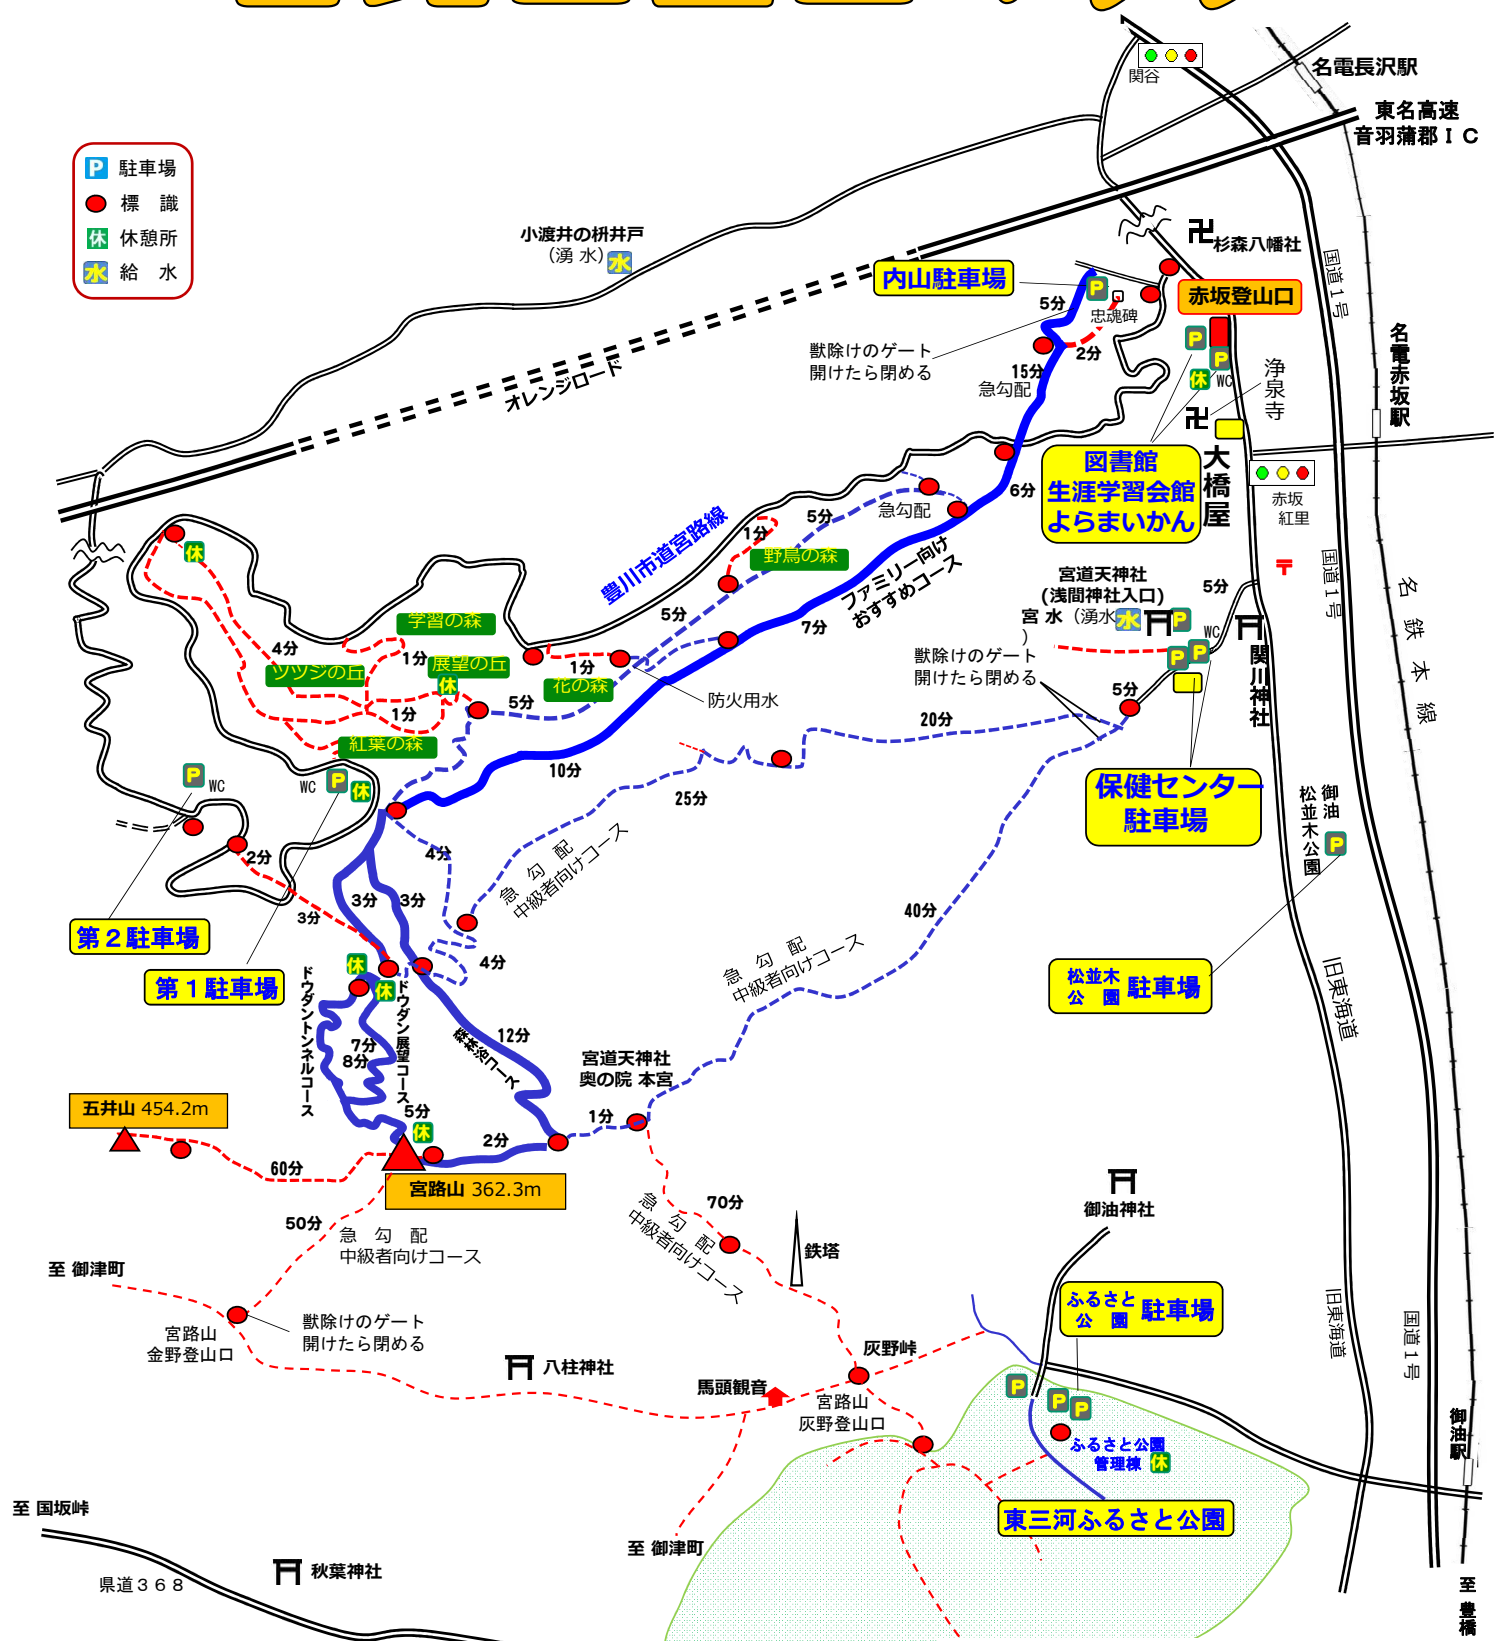 関谷
名電長沢駅
東名高速
音羽蒲郡ＩＣ
P 駐車場
標　識
休 休憩所
水 給　水
小渡井の枡井戸
（湧 水）
水
卍
杉森八幡社
国道１号
内山駐車場
P
5分
忠魂碑
赤坂登山口
獣除けのゲート
開けたら閉める
2分
15分
急勾配
P
P
休
WC
浄泉寺
卍
名電赤坂駅
オレンジロード
図書館
生涯学習会館
よらまいかん
大橋屋
赤坂
紅里
6分
急勾配
5分
1分
野鳥の森
豊川市道宮路線
ファミリー向け
おすすめコース
国道１号
〒
名鉄本線
宮道天神社
(浅間神社入口)
宮 水（湧水
）
水
P
5分
WC
P
P
関川神社
獣除けのゲート
開けたら閉める
5分
休
学習の森
4分
1分
展望の丘
休
ツツジの丘
1分
紅葉の森
5分
1分
花の森
5分
7分
防火用水
20分
10分
25分
P
WC
WC
P
休
保健センター
駐車場
御油
松並木公園
P
2分
4分
急　勾　配
中級者向けコース
3分
3分
3分
40分
第２駐車場
第１駐車場
4分
急　勾　配
中級者向けコース
松並木
公　園
駐車場
旧東海道
休
休
ドウダントンネルコース
ドウダン展望コース
7分
8分
12分
森林浴コース
宮道天神社
奥の院 本宮
五井山 454.2m
5分
休
2分
1分
60分
宮路山 362.3m
50分
急　勾　配
中級者向けコース
70分
急　勾　配
中級者向けコース
鉄塔
御油神社
至 御津町
宮路山
金野登山口
獣除けのゲート
開けたら閉める
ふるさと
公　園
駐車場
旧東海道
国道１号
八柱神社
馬頭観音
灰野峠
宮路山
灰野登山口
P
P
P
ふるさと公園
管理棟
休
御油駅
東三河ふるさと公園
至 国坂峠
県道３６８
秋葉神社
至 御津町
至 豊橋